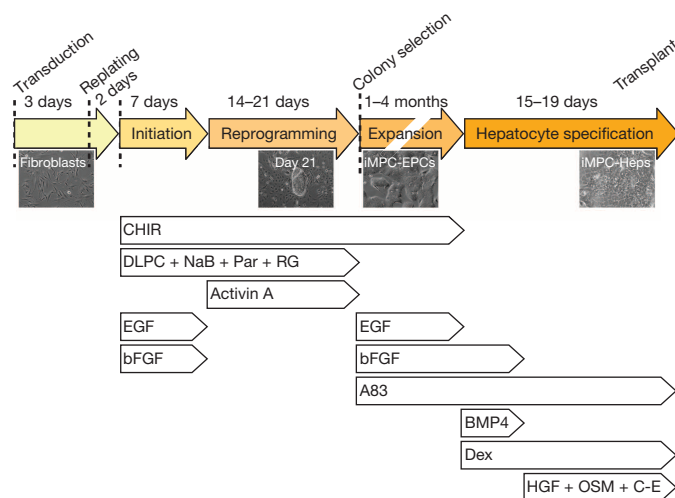 Transduction
Replating
Colony selection
Transplant
3 days
2 days
7 days
14–21 days
1–4 months
15–19 days
Initiation
Reprogramming
Expansion
Hepatocyte specification
Fibroblasts
Day 21
iMPC-EPCs
iMPC-Heps
CHIR
DLPC + NaB + Par + RG
Activin A
EGF
EGF
bFGF
bFGF
A83
BMP4
Dex
HGF + OSM + C-E